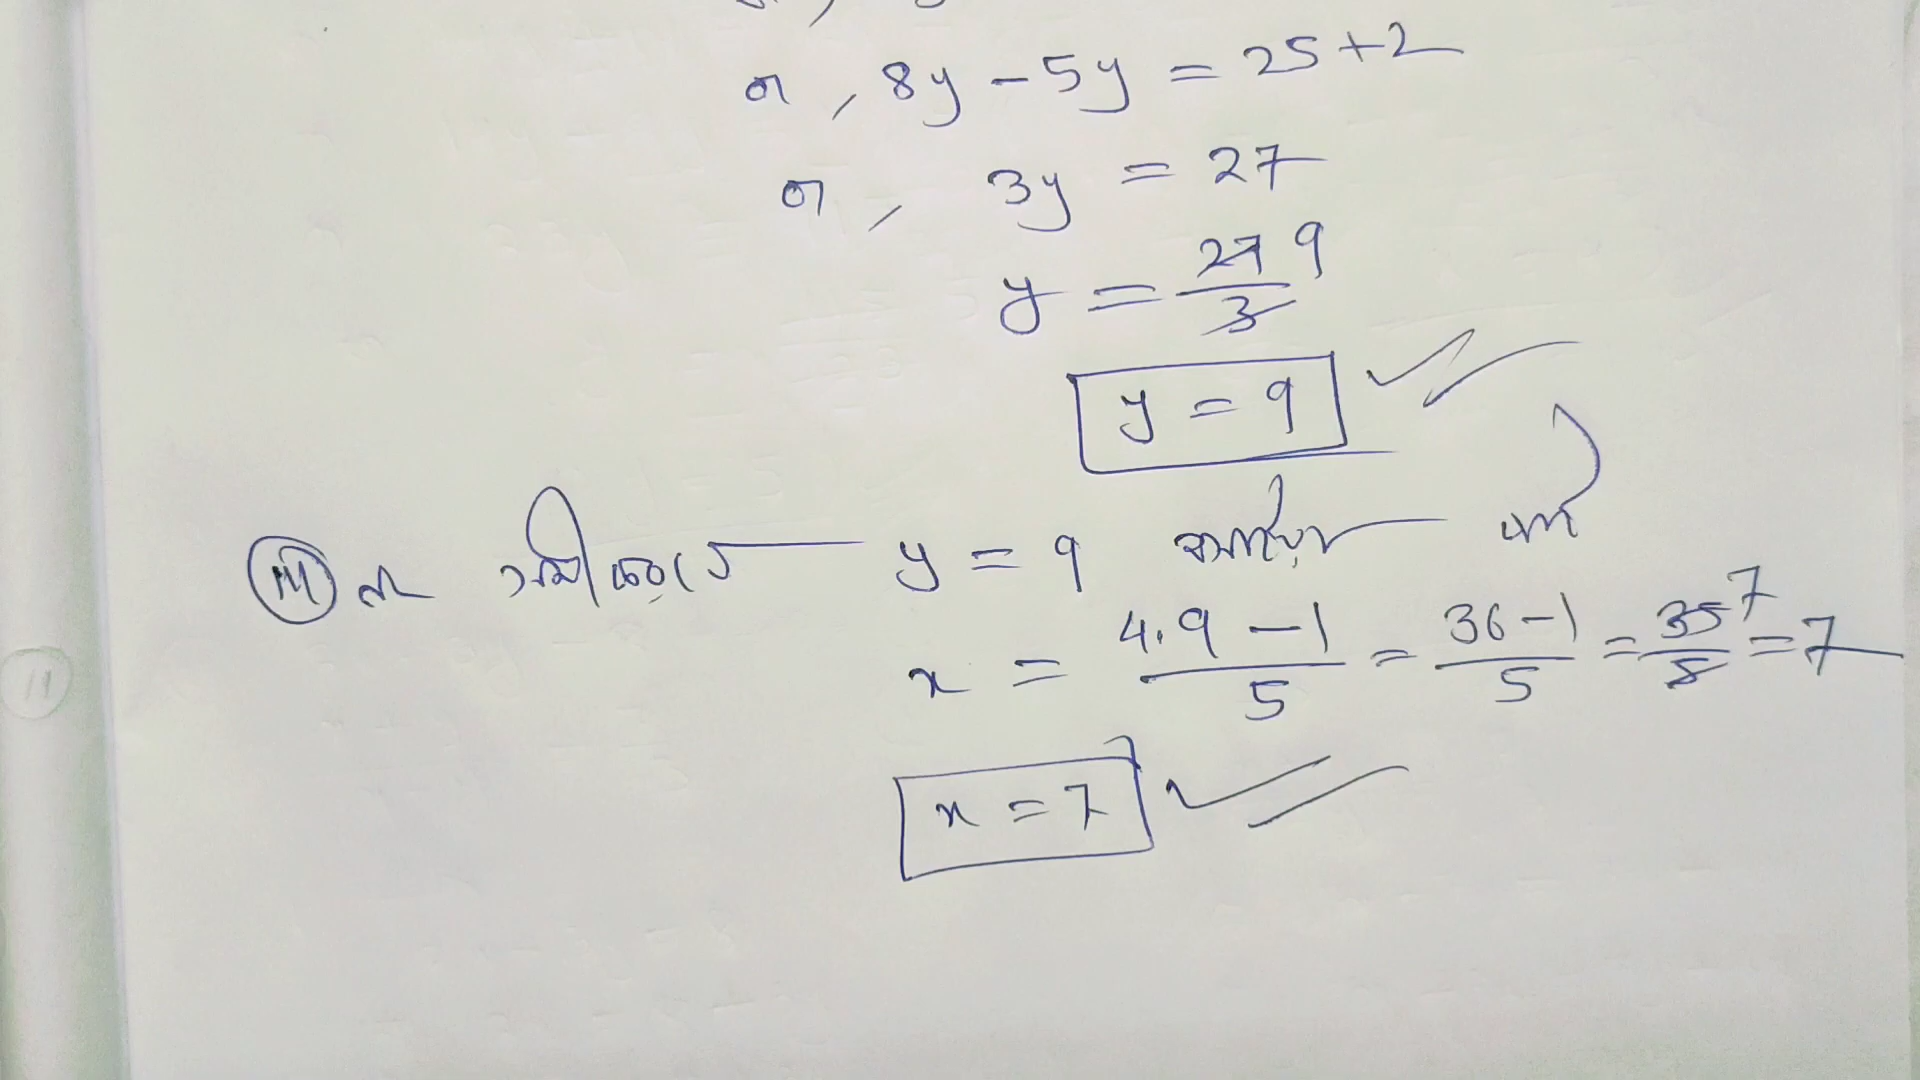 বা, 8y - 5y = 25 + 2
বা, 3y = 27
y = 27/3 9
y = 9
(iii) নং সমীকরণে y = 9 বসাই
x = 4.9 - 1/5 = 36 - 1/5 = 35/5 7 = 7
x = 7